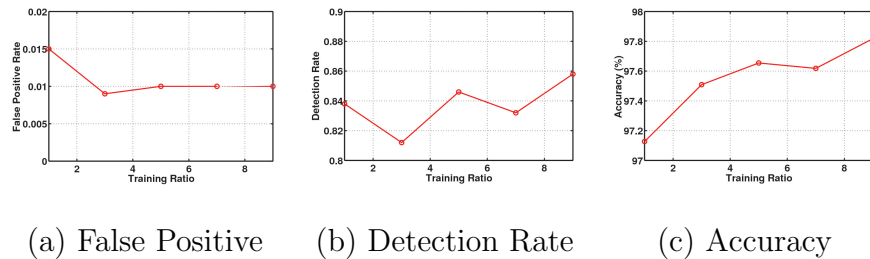 0.02
0.015
0.010
0.005
0
2 4 6 8
False Positive Rate
Training Ratio
(a) False Positive
0.9
0.88
0.86
0.84
0.82
0.8
2 4 6 8
Detection Rate
Training Ratio
(b) Detection Rate
98
97.8
97.6
97.4
97.2
97
2 4 6 8
Accuracy (%)
Training Ratio
(c) Accuracy